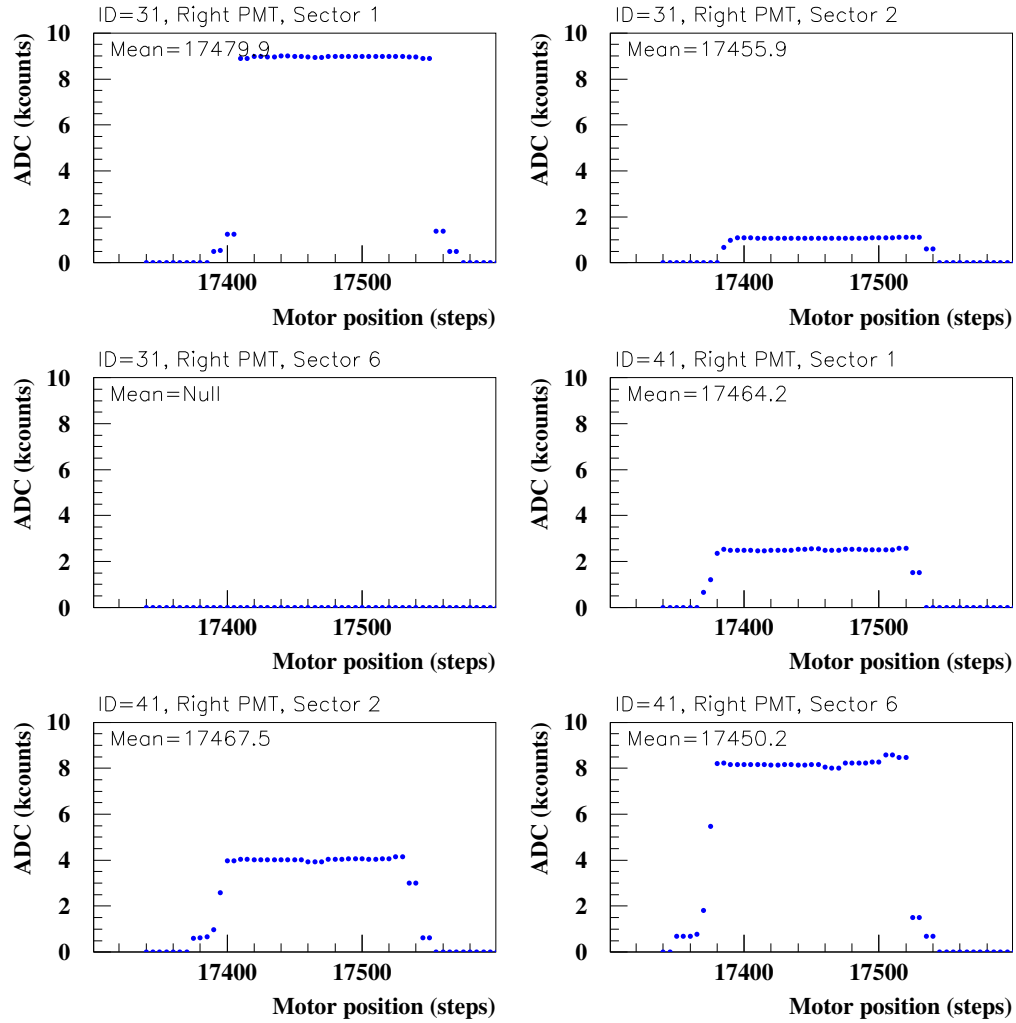 ID=31, Right PMT, Sector 1
Mean=17479.9
ADC (kcounts)
10
8
6
4
2
0
17400 17500
Motor position (steps)
ID=31, Right PMT, Sector 2
Mean=17455.9
ADC (kcounts)
10
8
6
4
2
0
17400 17500
Motor position (steps)
ID=31, Right PMT, Sector 6
Mean=Null
ADC (kcounts)
10
8
6
4
2
0
17400 17500
Motor position (steps)
ID=41, Right PMT, Sector 1
Mean=17464.2
ADC (kcounts)
10
8
6
4
2
0
17400 17500
Motor position (steps)
ID=41, Right PMT, Sector 2
Mean=17467.5
ADC (kcounts)
10
8
6
4
2
0
17400 17500
Motor position (steps)
ID=41, Right PMT, Sector 6
Mean=17450.2
ADC (kcounts)
10
8
6
4
2
0
17400 17500
Motor position (steps)